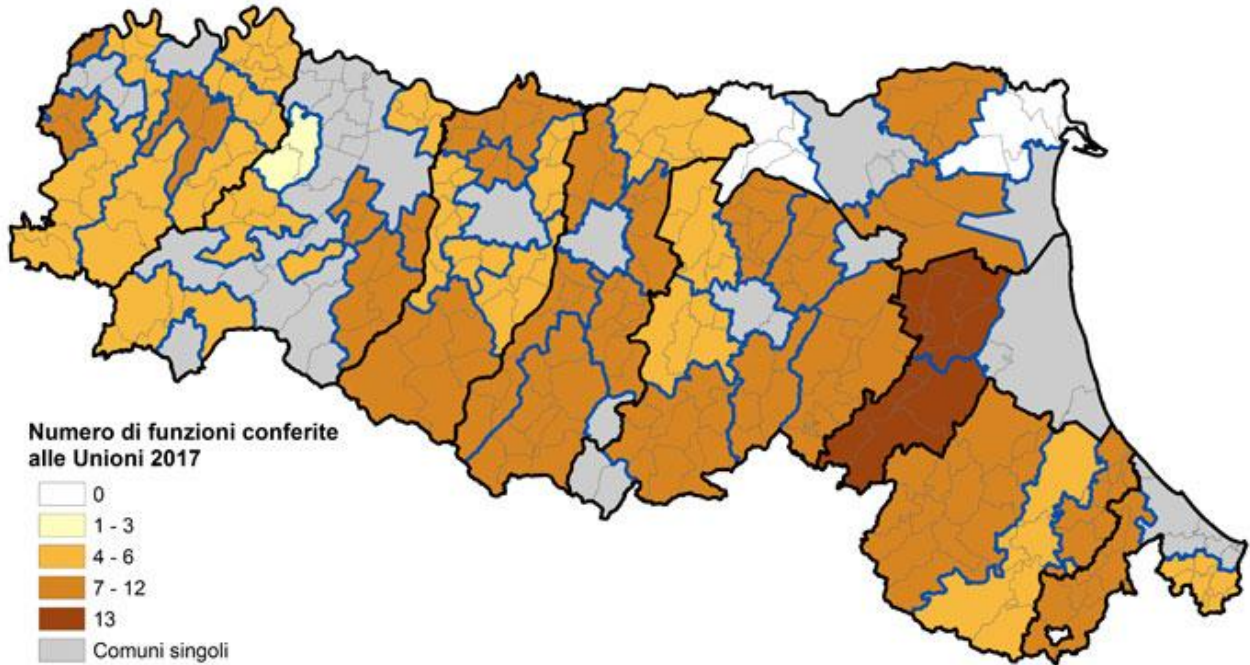 Numero di funzioni conferite
alle Unioni 2017
0
1 - 3
4 - 6
7 - 12
13
Comuni singoli